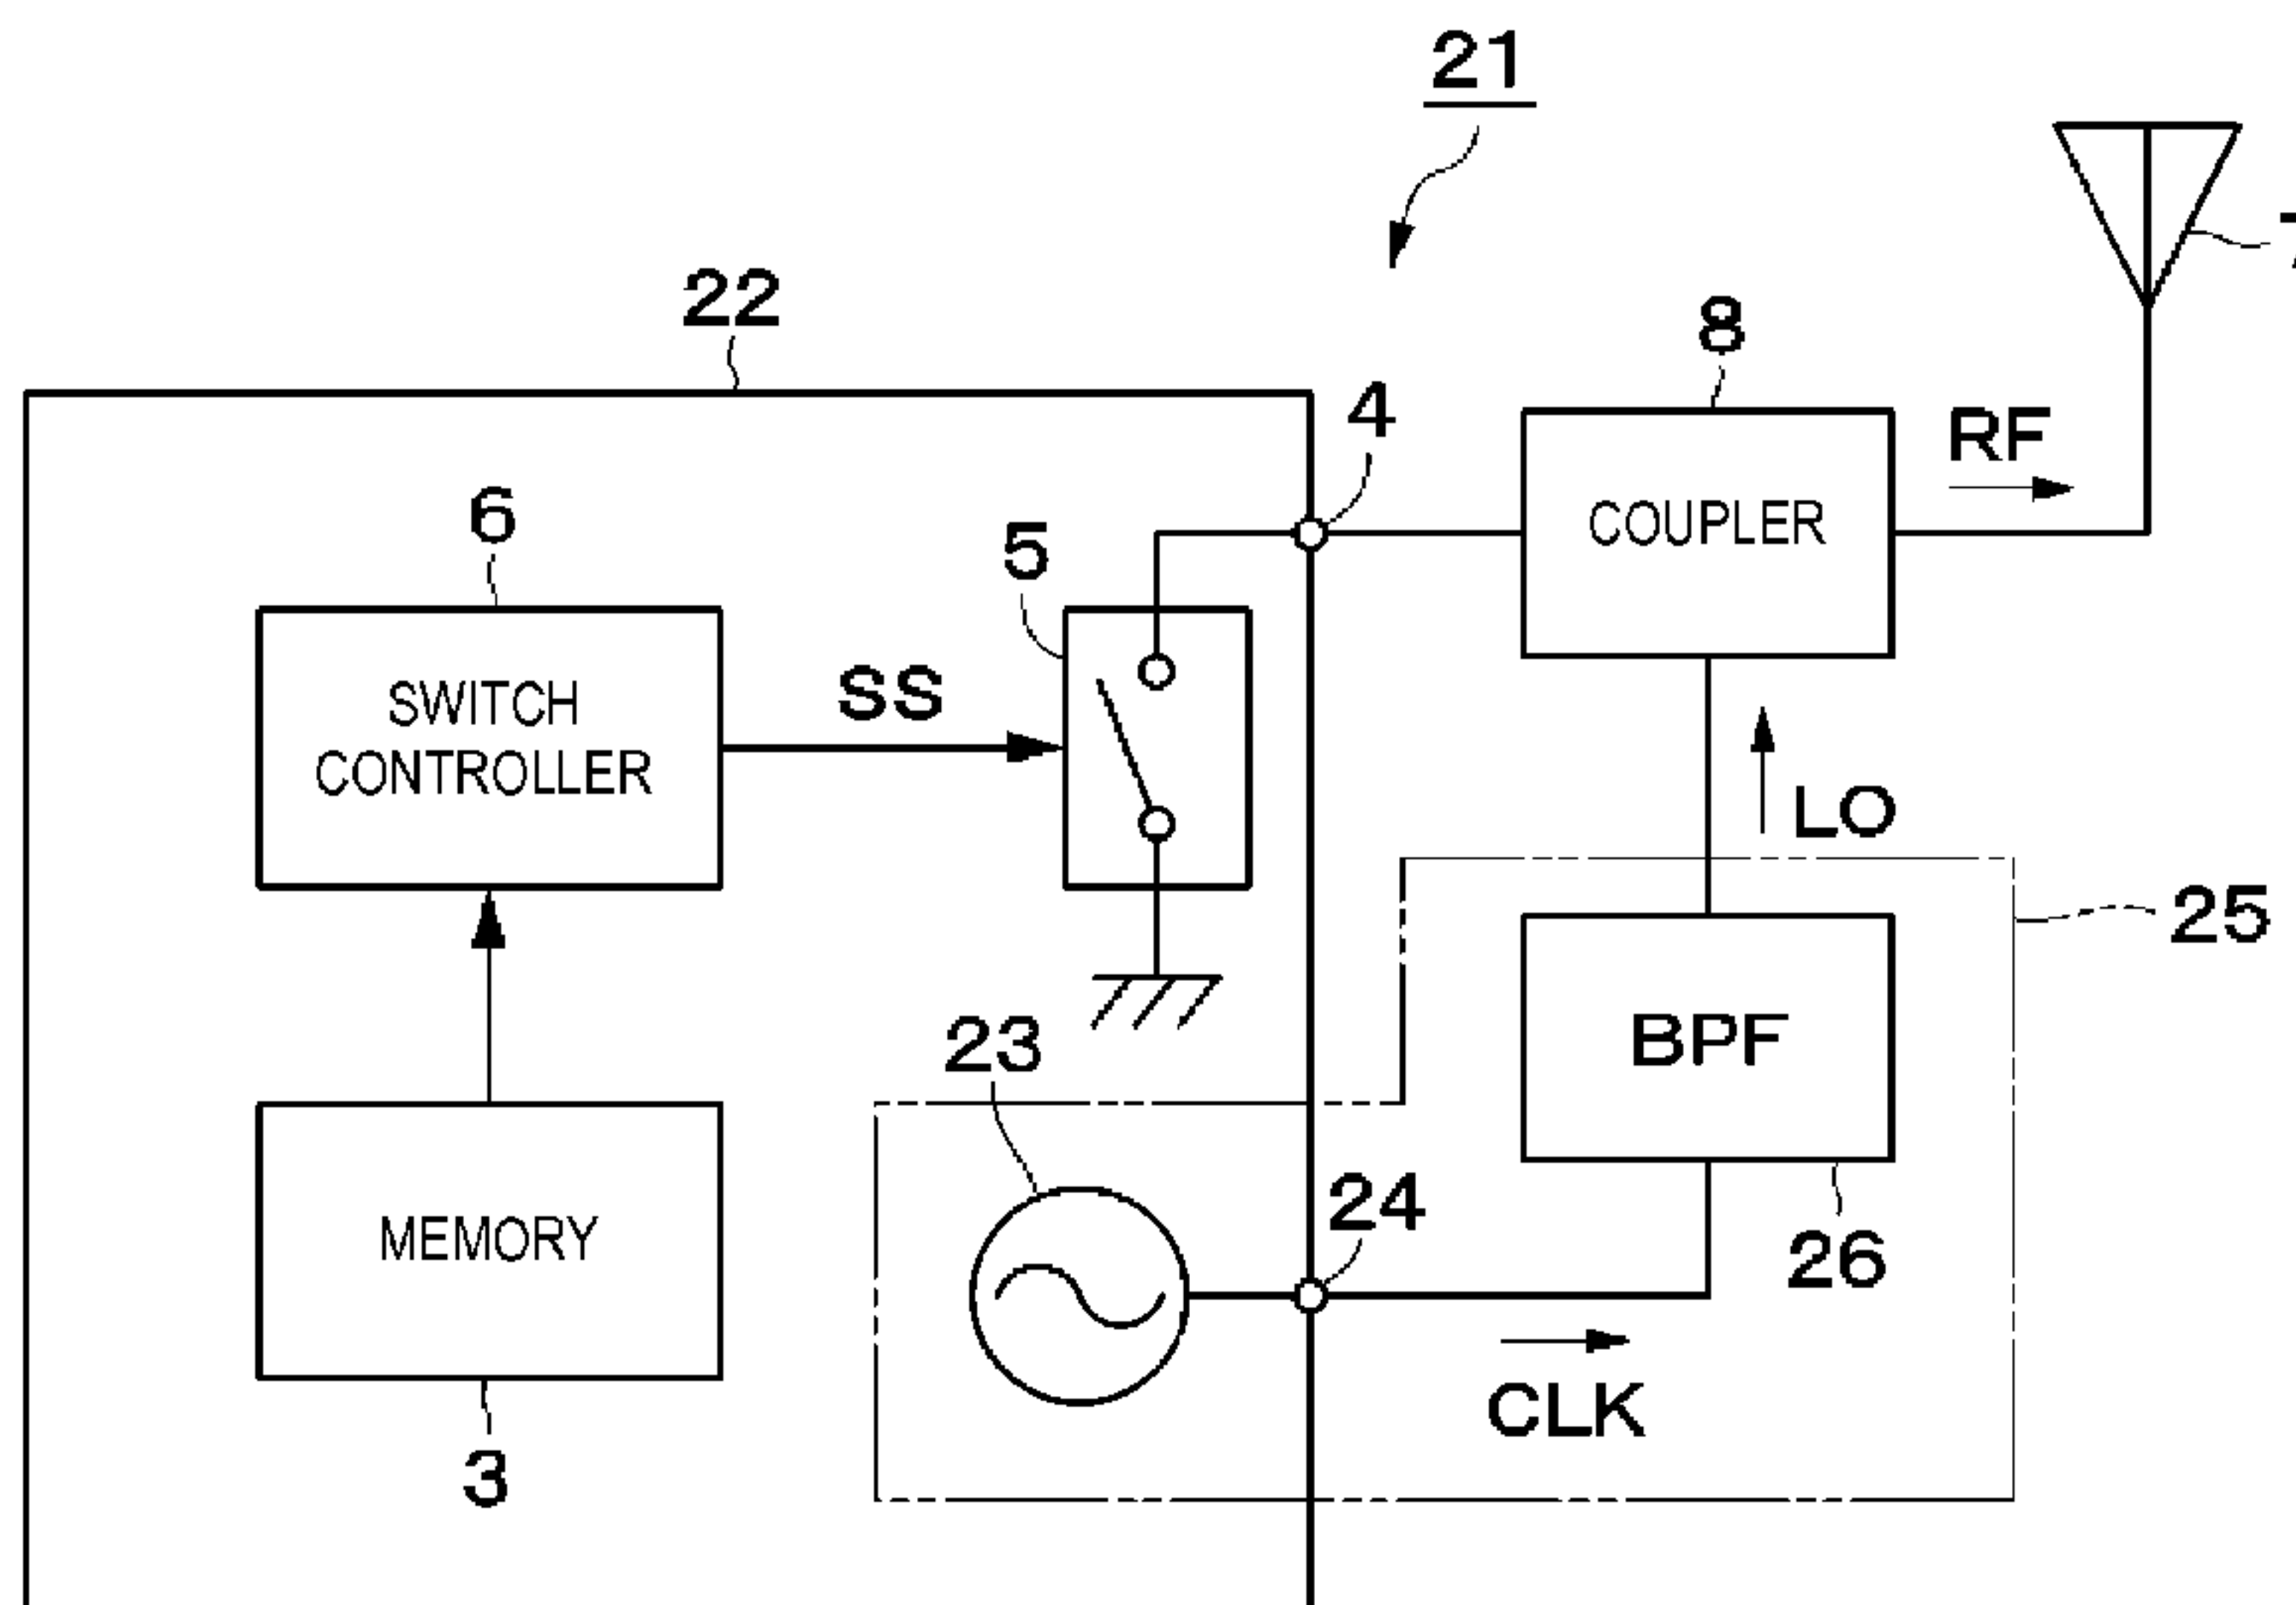 21
22
8
4
RF
6
5
COUPLER
SWITCH
CONTROLLER
SS
LO
25
BPF
23
MEMORY
24
26
CLK
3